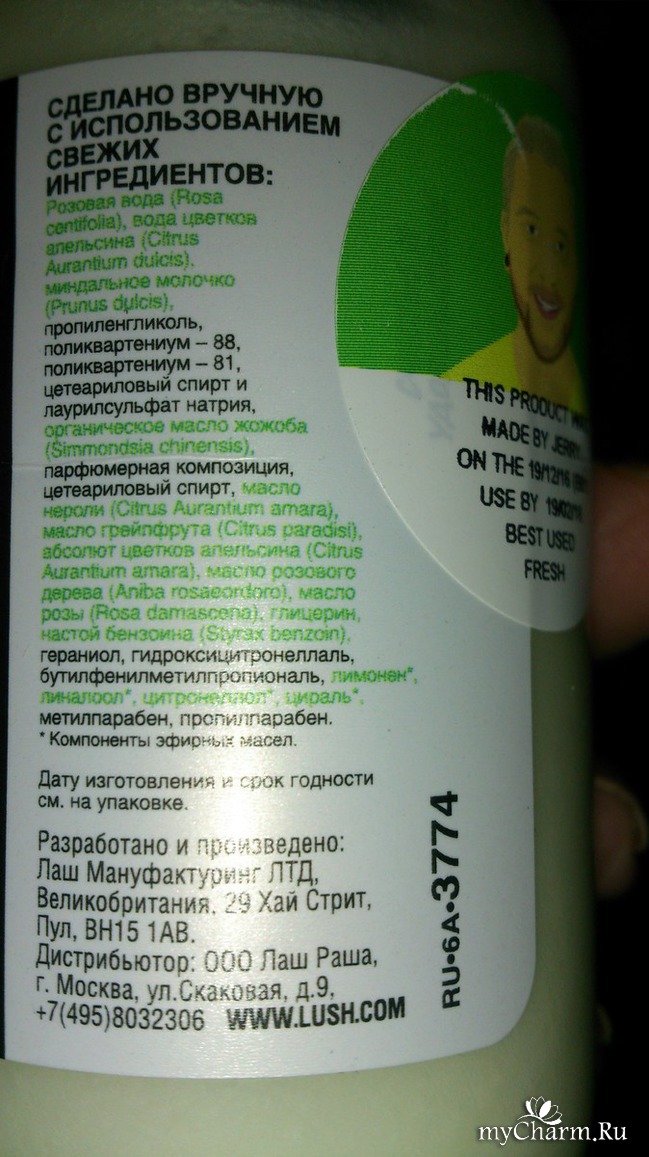 СДЕЛАНО ВРУЧНУЮ
С ИСПОЛЬЗОВАНИЕМ
СВЕЖИХ
ИНГРЕДИЕНТОВ:
Розовая вода (Rosa
centifolia), вода цветков
апельсина (Citrus
Aurantium dulcis),
миндальное молочко
(Prunus dulcis),
пропиленгликоль,
поликвартениум – 88,
поликвартениум – 81,
цетеариловый спирт и
лаурилсульфат натрия,
органическое масло жожоба
(Simmondsia chinensis),
парфюмерная композиция,
цетеариловый спирт, масло
нероли (Citrus Aurantium amara),
масло грейпфрута (Citrus paradisi),
абсолют цветков апельсина (Citrus
Aurantium amara), масло розового
дерева (Aniba rosaeordoro), масло
розы (Rosa damascena), глицерин,
настой бензоина (Styrax benzoin),
гераниол, гидроксицитронеллаль,
бутилфенилметилпропиональ, лимонен*,
линалоол*, цитронеллол*, цираль*,
метилпарабен, пропилпарабен.
* Компоненты эфирных масел.
Дату изготовления и срок годности
см. на упаковке.
Разработано и произведено:
Лаш Мануфактуринг ЛТД,
Великобритания, 29 Хай Стрит,
Пул, ВН15 1АВ.
Дистрибьютор: ООО Лаш Раша,
г. Москва, ул.Скаковая, д.9,
+7(495)8032306 WWW.LUSH.COM
RU•6A•3774
THIS PRODUCT
MADE BY JERRY
ON THE 19/12/16
USE BY 19/02/18
BEST USED
FRESH
myCharm.Ru